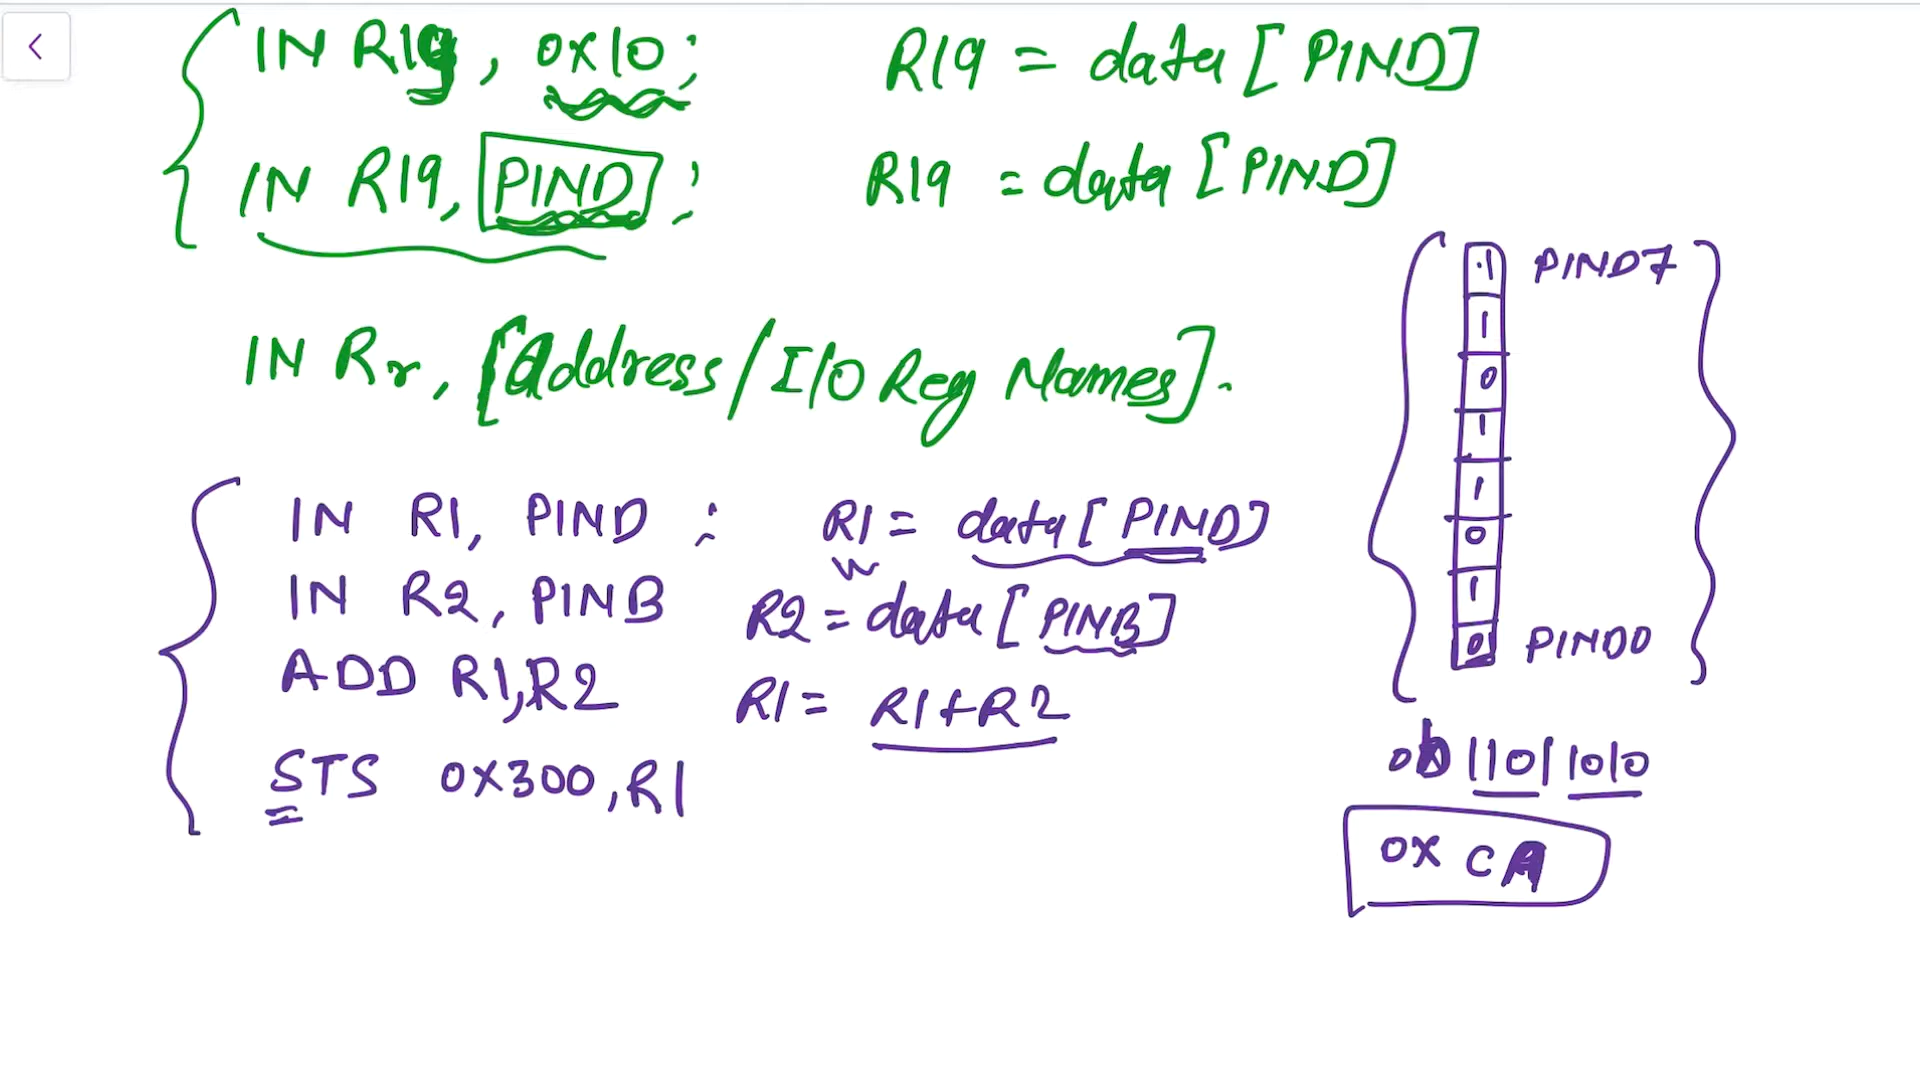 IN R19, 0X10; R19 = data [PIND]
IN R19, PIND; R19 = data [PIND]
IN Rr, [Address/I/O Reg Names].
IN R1, PIND ; R1 = data [PIND]
IN R2, PINB R2 = data [PINB]
ADD R1,R2 R1 = R1+R2
STS 0X300, R1
1 PIND7
1
0
1
1
0
1
0 PIND0
0b 1101 1010
0X CA